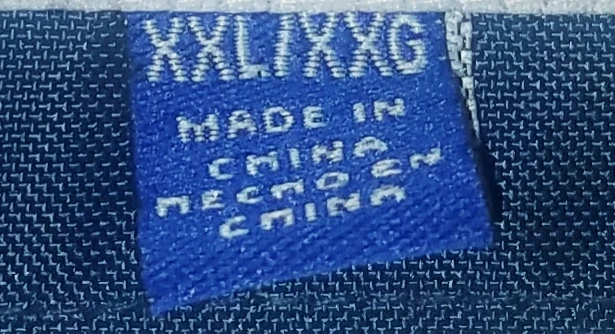 XXL/XXG
MADE IN
CHINA
HECHO EN
CHINA